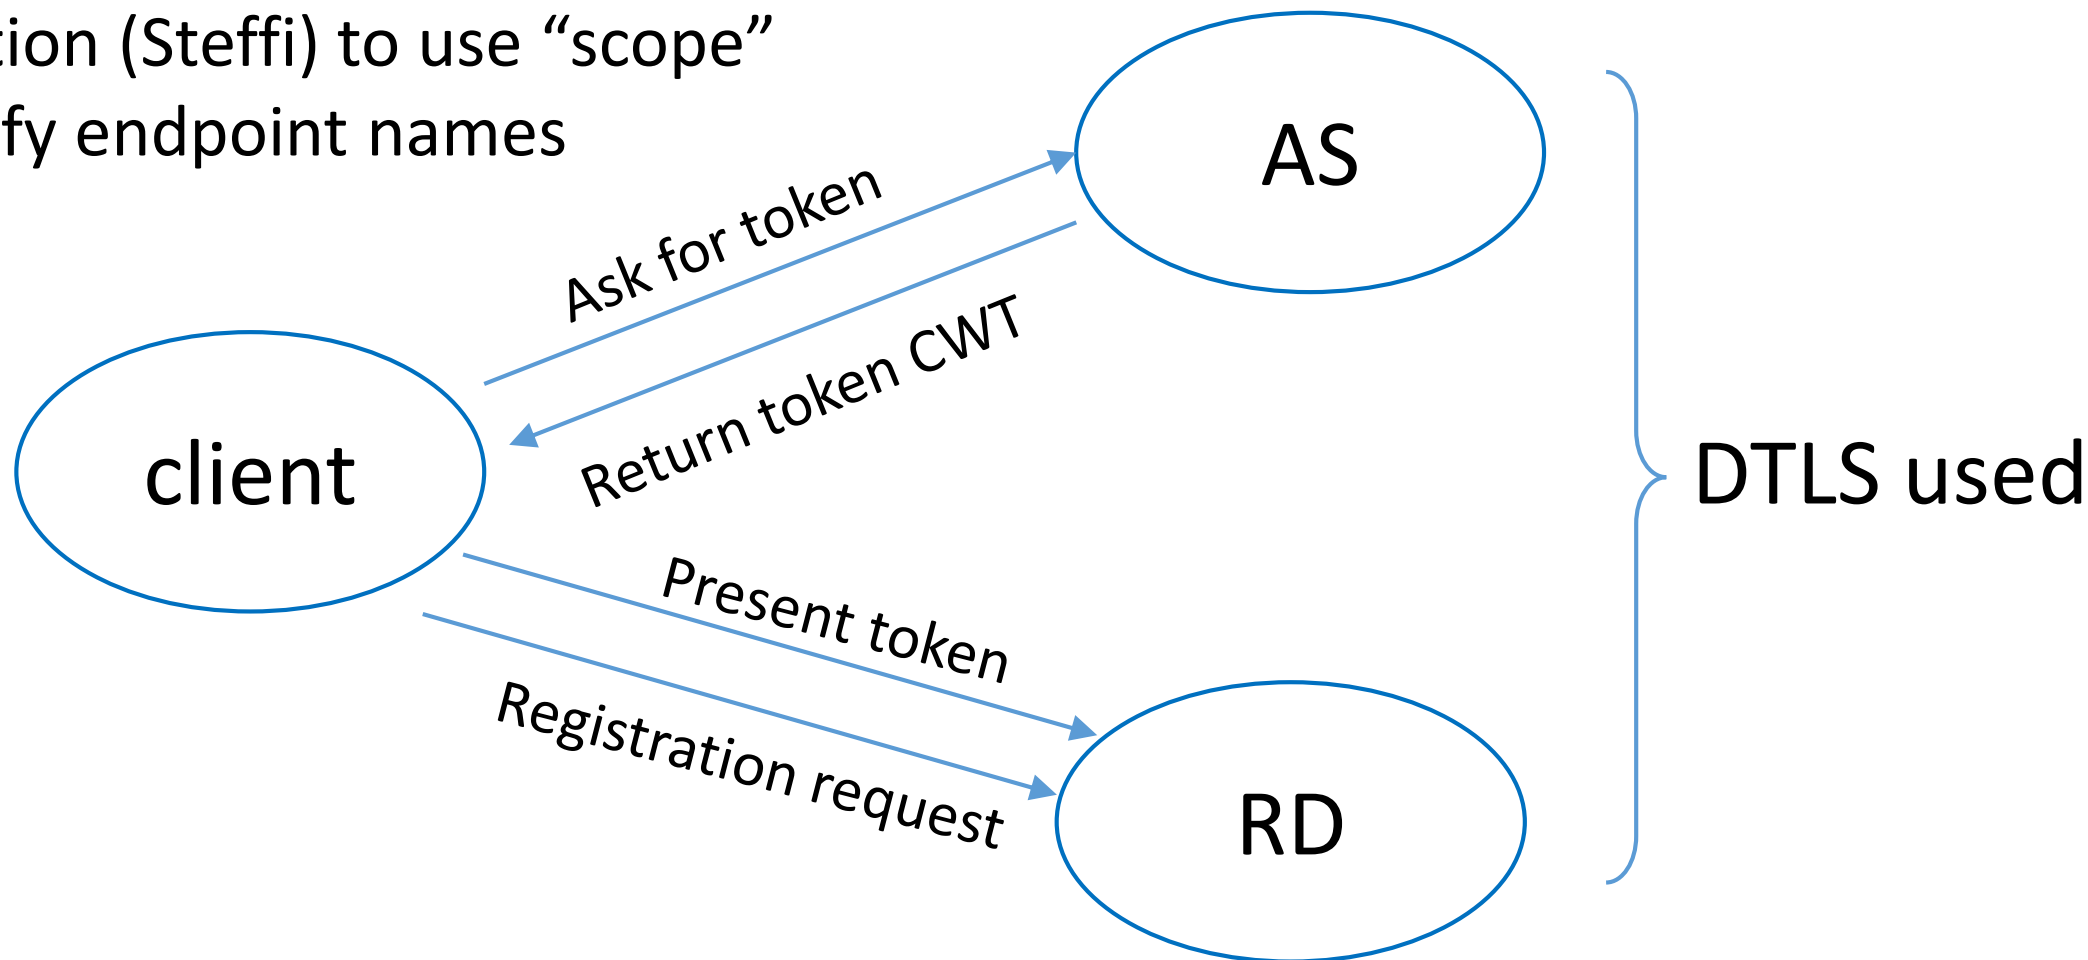 tion (Steffi) to use “scope”
fy endpoint names
AS
Ask for token
Return token CWT
client
DTLS used
Present token
Registration request
RD